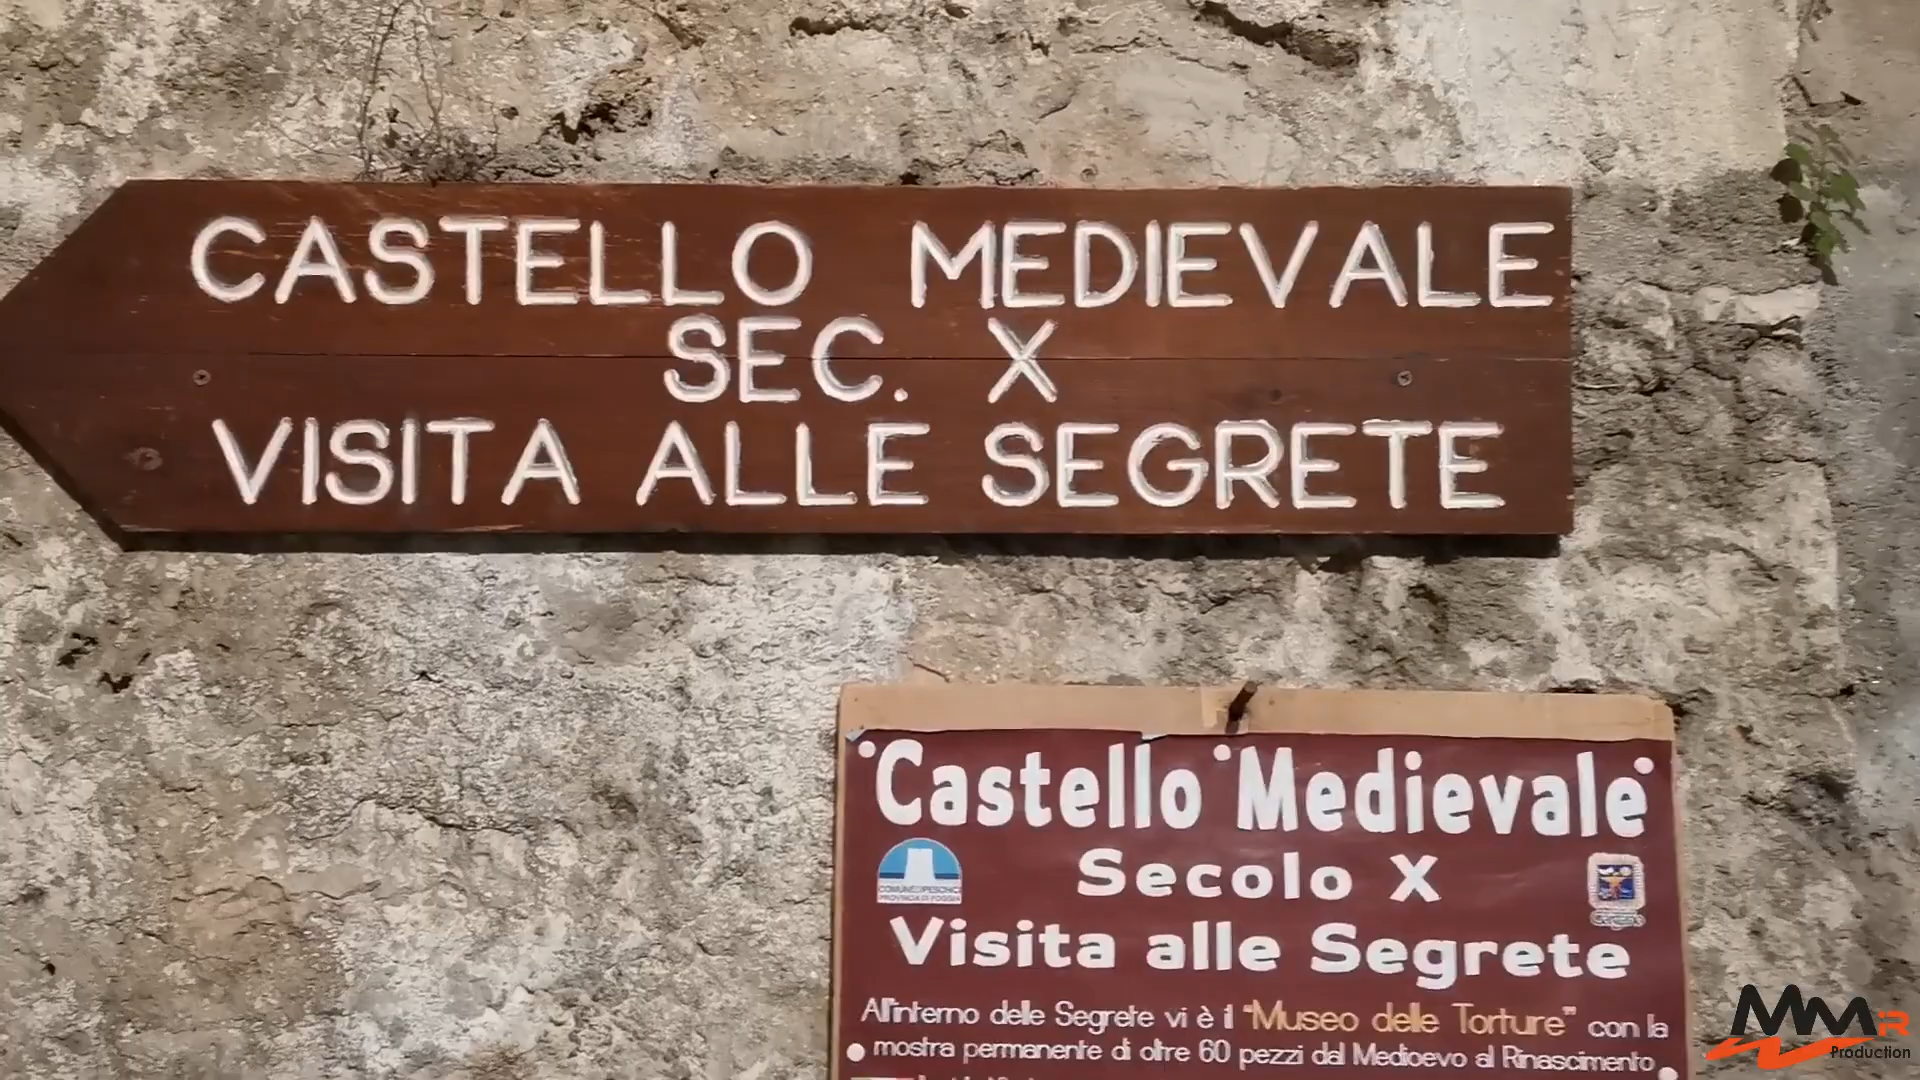 CASTELLO MEDIEVALE
SEC. X
VISITA ALLE SEGRETE
"Castello Medievale"
Secolo X
COMUNE DI PESCHICI
PROVINCIA DI FOGGIA
Visita alle Segrete
All'interno delle Segrete vi è il "Museo delle Torture" con la
mostra permanente di oltre 60 pezzi dal Medioevo al Rinascimento
MMR
Production